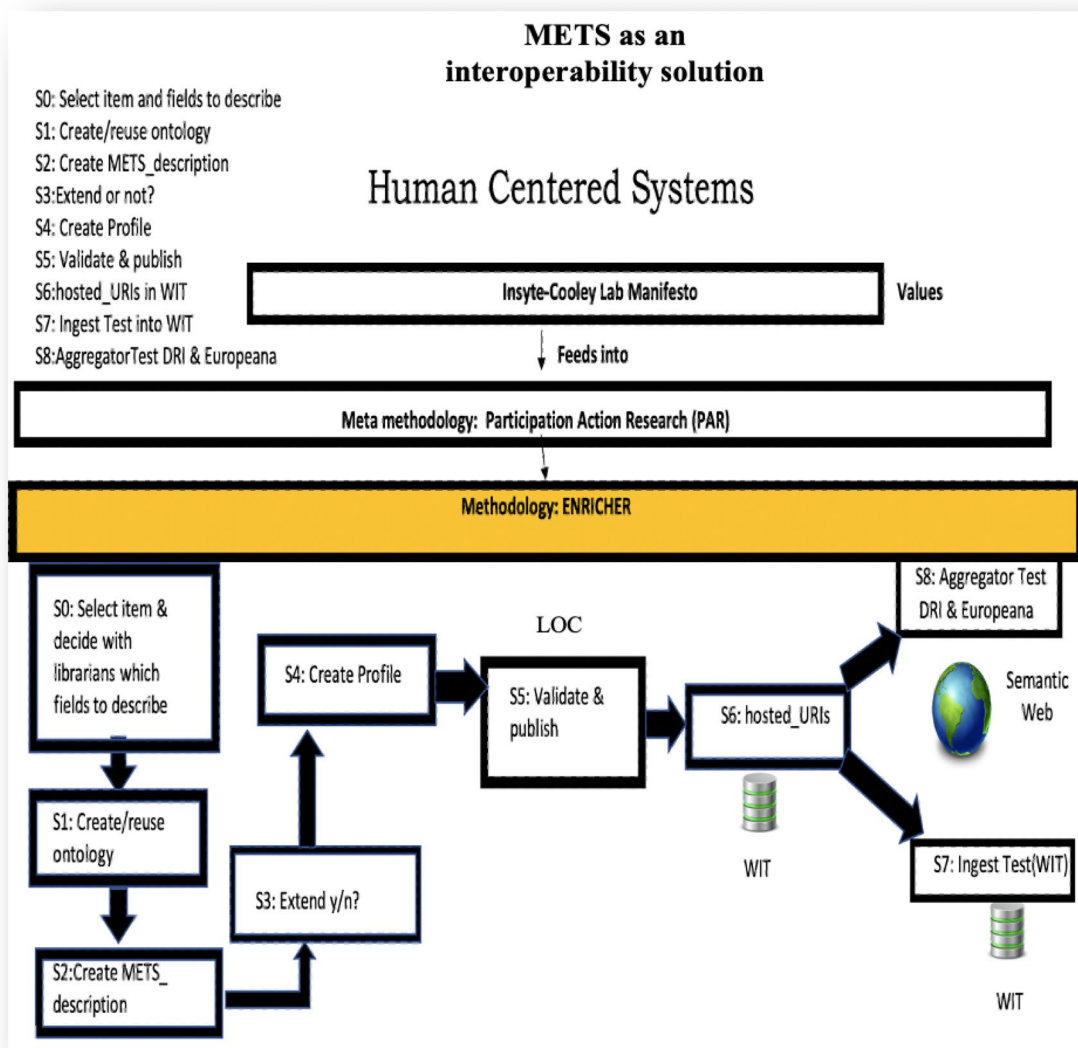 METS as an
interoperability solution
S0: Select item and fields to describe
S1: Create/reuse ontology
S2: Create METS_description
S3:Extend or not?
S4: Create Profile
S5: Validate & publish
S6:hosted_URIs in WIT
S7: Ingest Test into WIT
S8:AggregatorTest DRI & Europeana
Human Centered Systems
Insyte-Cooley Lab Manifesto
Values
Feeds into
Meta methodology: Participation Action Research (PAR)
Methodology: ENRICHER
S0: Select item &
decide with
librarians which
fields to describe
S1: Create/reuse
ontology
S2:Create METS_
description
S3: Extend y/n?
S4: Create Profile
LOC
S5: Validate &
publish
S6: hosted_URIs
WIT
S8: Aggregator Test
DRI & Europeana
Semantic
Web
S7: Ingest Test(WIT)
WIT